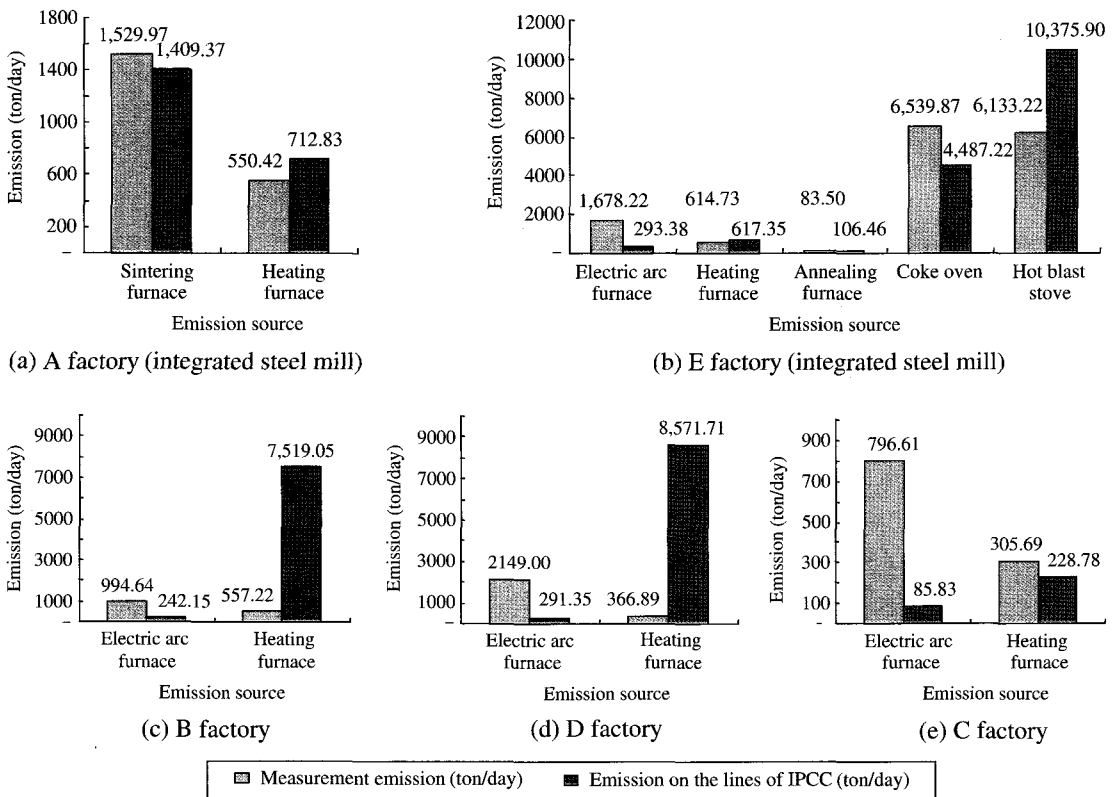 1800
1400
1000
600
200
–
Emission (ton/day)
1,529.97
1,409.37
550.42
712.83
Sintering
furnace
Heating
furnace
Emission source
(a) A factory (integrated steel mill)
12000
10000
8000
6000
4000
2000
–
Emission (ton/day)
1,678.22
293.38
614.73
617.35
83.50
106.46
6,539.87
4,487.22
6,133.22
10,375.90
Electric arc
furnace
Heating
furnace
Annealing
furnace
Coke oven
Hot blast
stove
Emission source
(b) E factory (integrated steel mill)
9000
7000
5000
3000
1000
–
Emission (ton/day)
994.64
242.15
557.22
7,519.05
Electric arc
furnace
Heating
furnace
Emission source
(c) B factory
9000
7000
5000
3000
1000
–
Emission (ton/day)
2149.00
291.35
366.89
8,571.71
Electric arc
furnace
Heating
furnace
Emission source
(d) D factory
900
700
500
300
100
–
Emission (ton/day)
796.61
85.83
305.69
228.78
Electric arc
furnace
Heating
furnace
Emission source
(e) C factory
Measurement emission (ton/day)
Emission on the lines of IPCC (ton/day)